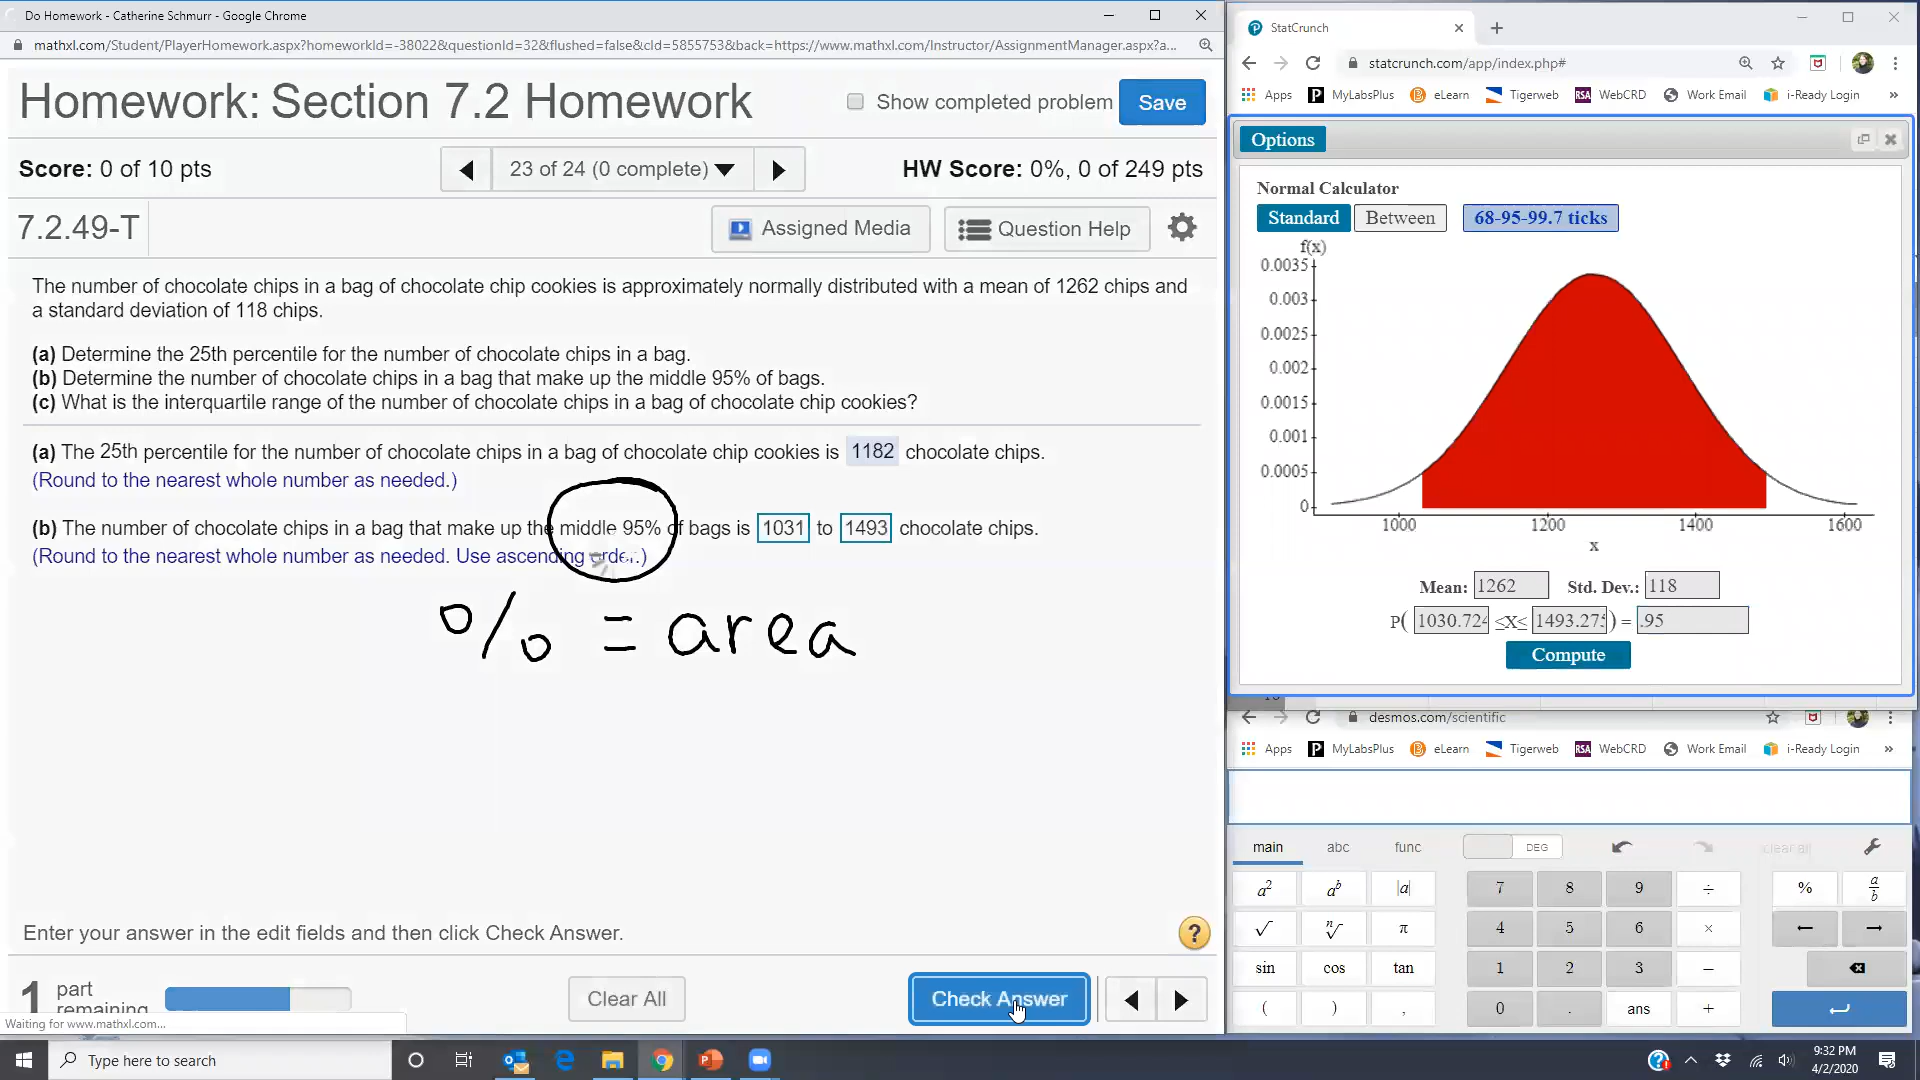 Do Homework - Catherine Schmurr - Google Chrome
mathxl.com/Student/PlayerHomework.aspx?homeworkId=-38022&questionId=32&flushed=false&cId=5855753&back=https://www.mathxl.com/Instructor/AssignmentManager.aspx?a...
Homework: Section 7.2 Homework
Show completed problem
Save
Score: 0 of 10 pts
23 of 24 (0 complete)
HW Score: 0%, 0 of 249 pts
7.2.49-T
Assigned Media
Question Help
The number of chocolate chips in a bag of chocolate chip cookies is approximately normally distributed with a mean of 1262 chips and
a standard deviation of 118 chips.
(a) Determine the 25th percentile for the number of chocolate chips in a bag.
(b) Determine the number of chocolate chips in a bag that make up the middle 95% of bags.
(c) What is the interquartile range of the number of chocolate chips in a bag of chocolate chip cookies?
(a) The 25th percentile for the number of chocolate chips in a bag of chocolate chip cookies is 1182 chocolate chips.
(Round to the nearest whole number as needed.)
(b) The number of chocolate chips in a bag that make up the middle 95% of bags is 1031 to 1493 chocolate chips.
(Round to the nearest whole number as needed. Use ascending order.)
% = area
Enter your answer in the edit fields and then click Check Answer.
?
1 part
remaining
Clear All
Check Answer
Waiting for www.mathxl.com...
StatCrunch
statcrunch.com/app/index.php#
Apps MyLabsPlus eLearn Tigerweb WebCRD Work Email i-Ready Login »
Options
Normal Calculator
Standard Between 68-95-99.7 ticks
f(x)
0.0035
0.003
0.0025
0.002
0.0015
0.001
0.0005
0
1000 1200 1400 1600
x
Mean: 1262 Std. Dev.: 118
P( 1030.724 ≤X≤ 1493.275 ) = .95
Compute
desmos.com/scientific
Apps MyLabsPlus eLearn Tigerweb WebCRD Work Email i-Ready Login »
main abc func DEG clear all
a² aᵇ |a| 7 8 9 ÷ % a/b
√ ⁿ√ π 4 5 6 × ← →
sin cos tan 1 2 3 −
( ) , 0 . ans +
Type here to search
9:32 PM
4/2/2020